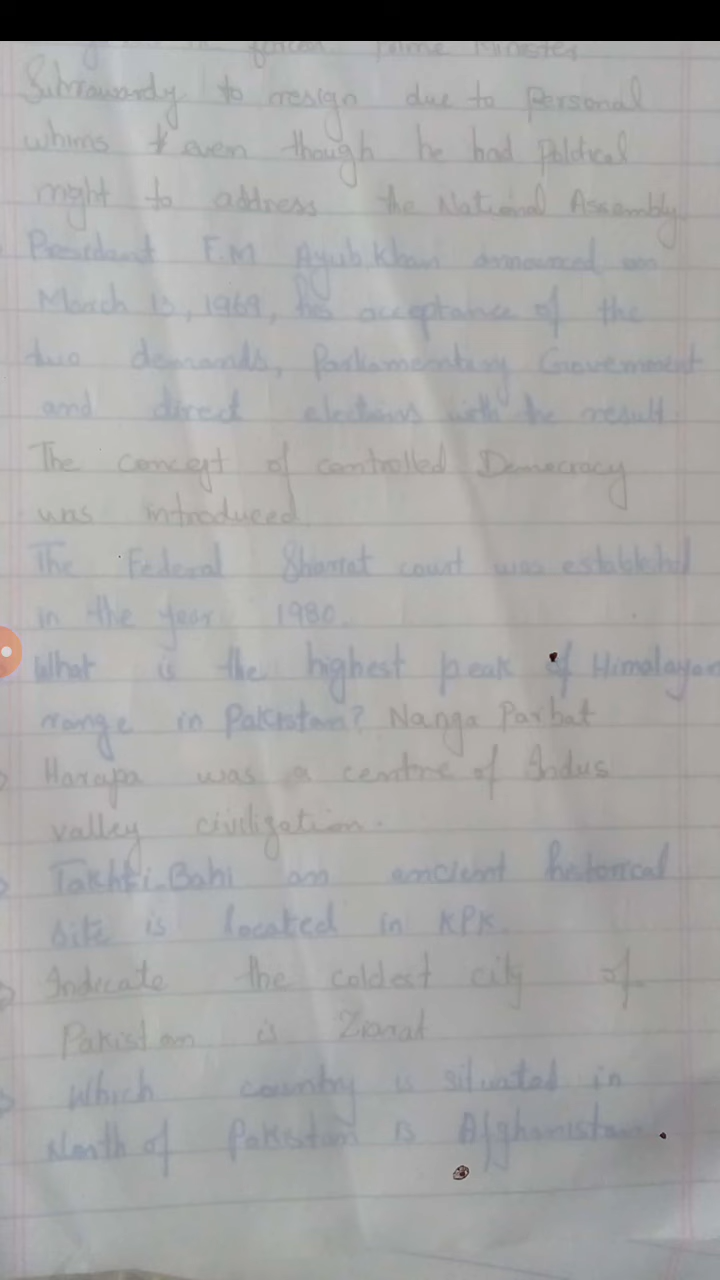 forced Prime Minister
Suhrawardy to resign due to Personal
whims & even though he had Political
right to address the National Assembly
President F.M Ayub Khan announced on
March 13, 1969, his acceptance of the
two demands, Parliamentary Government
and direct elections with the result
The concept of controlled Democracy
was introduced
The Federal Shariat court was established
in the year 1980.
What is the highest peak of Himalayan
range in Pakistan? Nanga Parbat
Harapa was a centre of Indus
valley civilization.
Takht-i-Bahi an ancient historical
site is located in KPK
Indicate the coldest city of
Pakistan is Ziarat
Which country is situated in
North of Pakistan is Afghanistan.